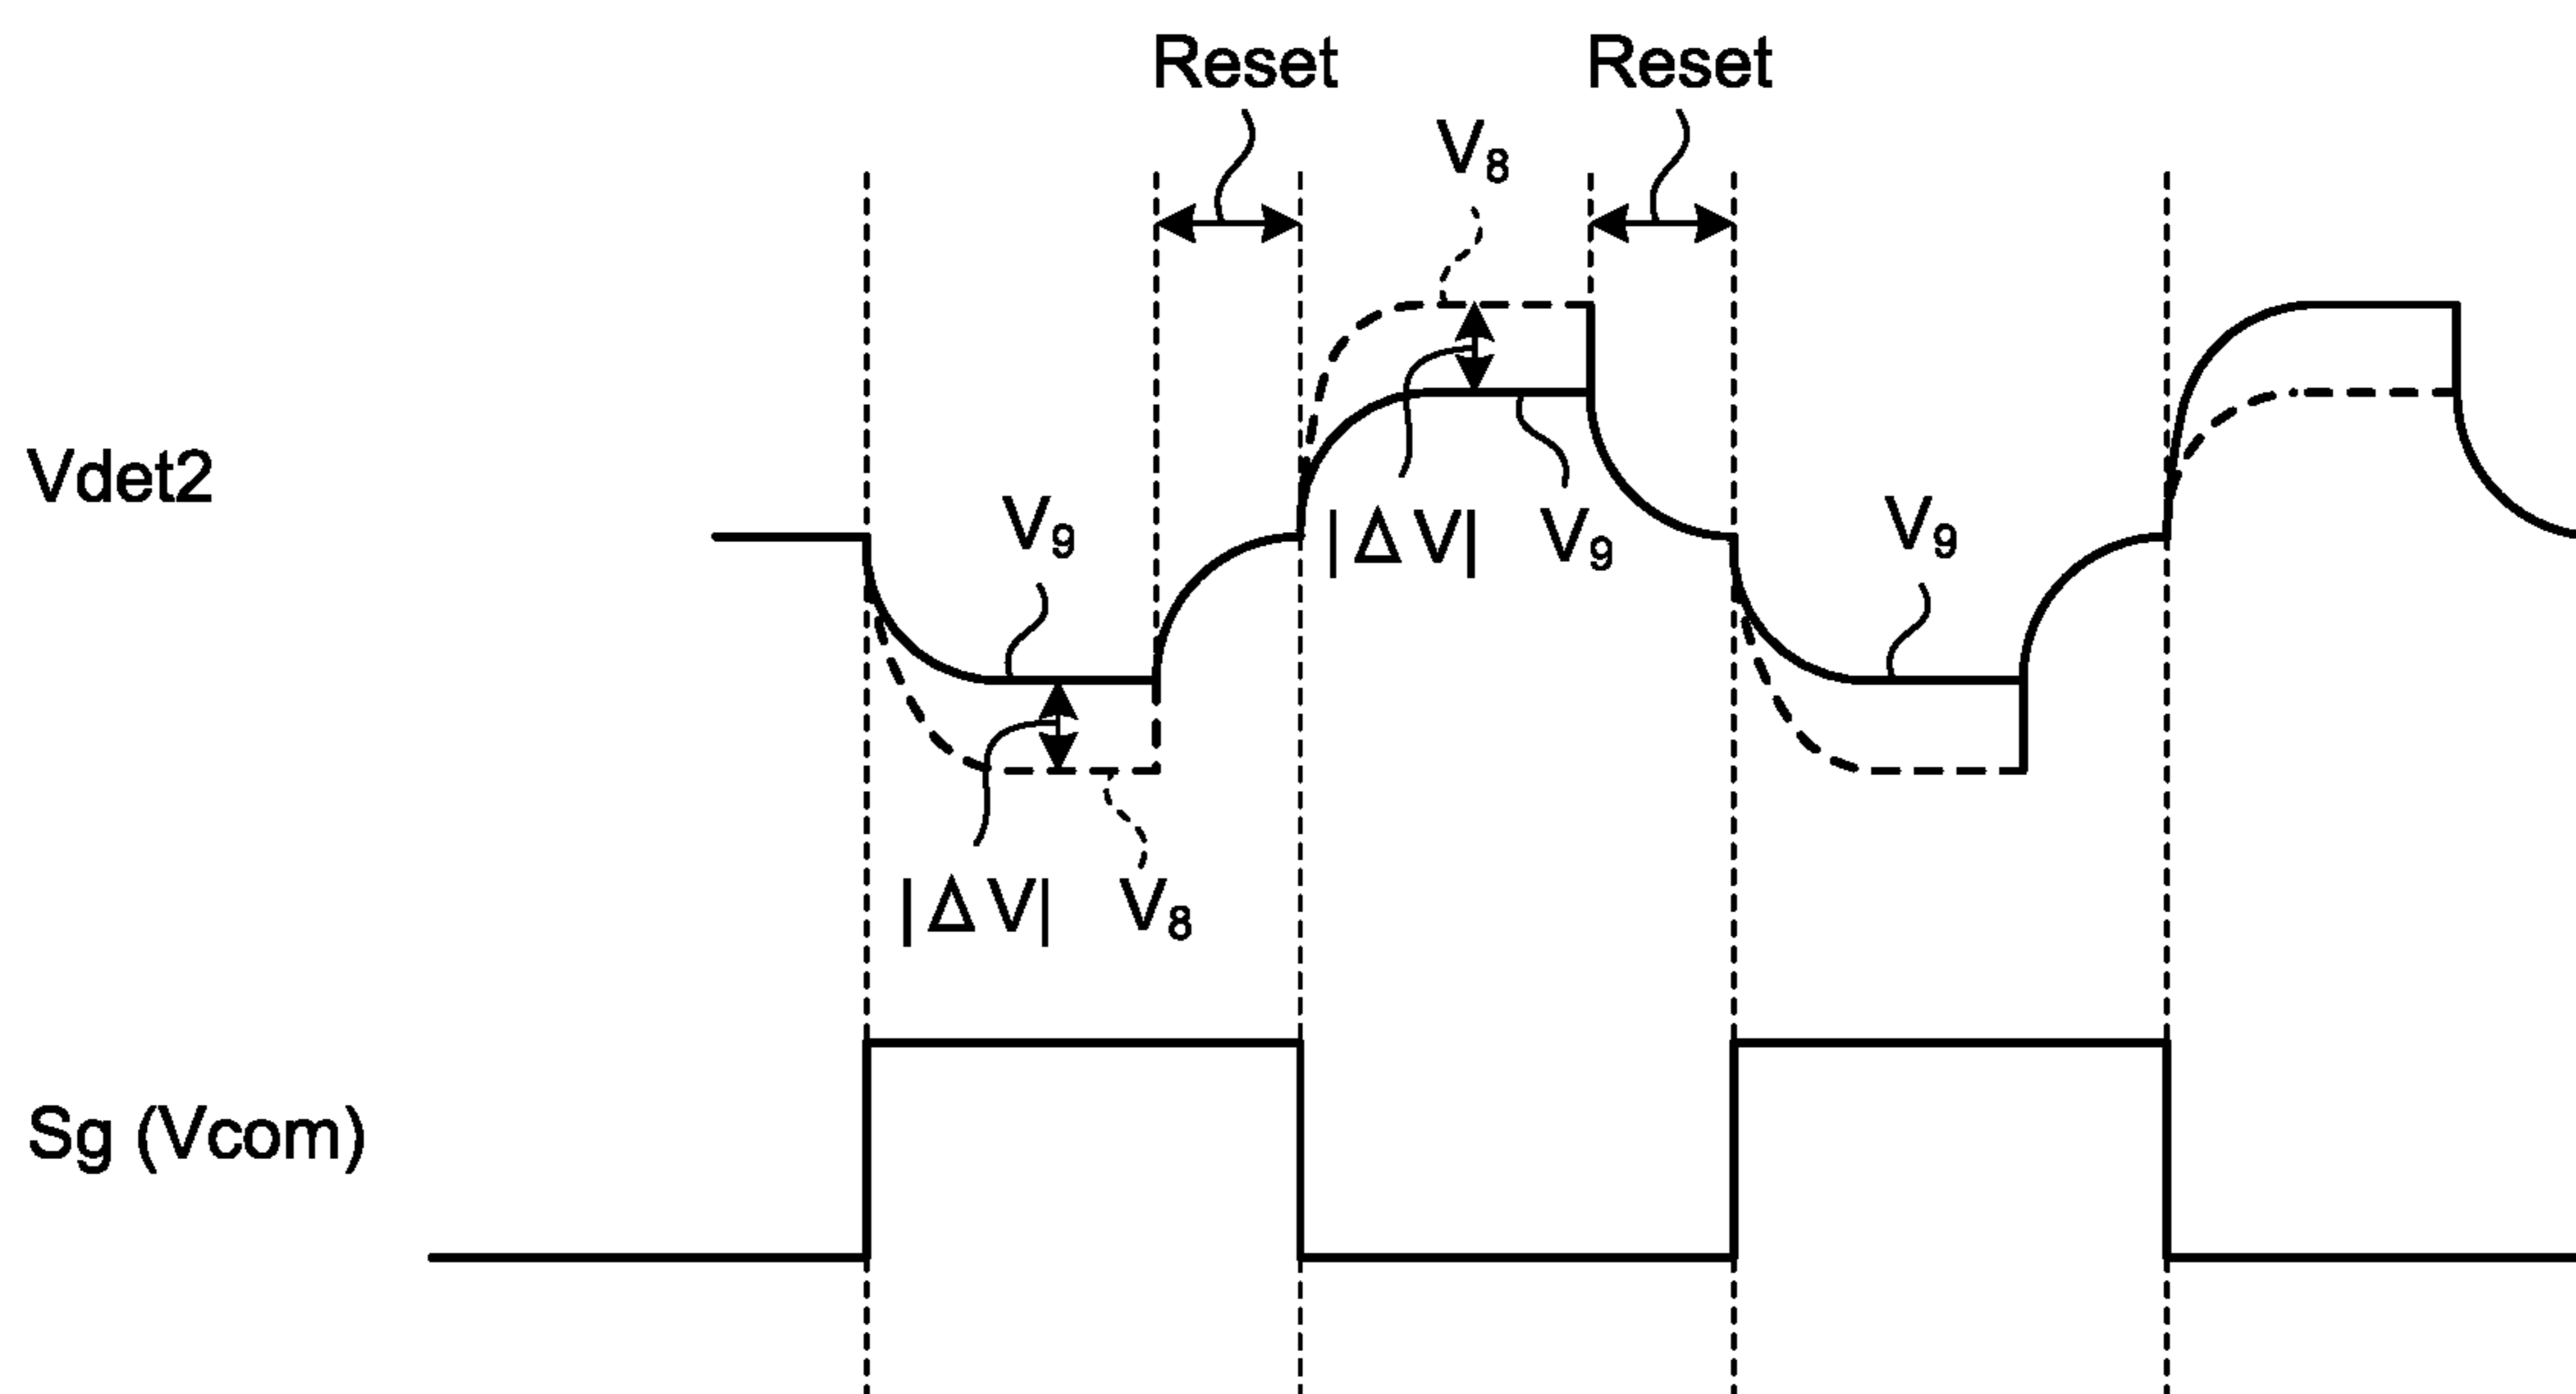 Reset Reset
V8
Vdet2
V9 |ΔV| V9 V9
|ΔV| V8
Sg (Vcom)